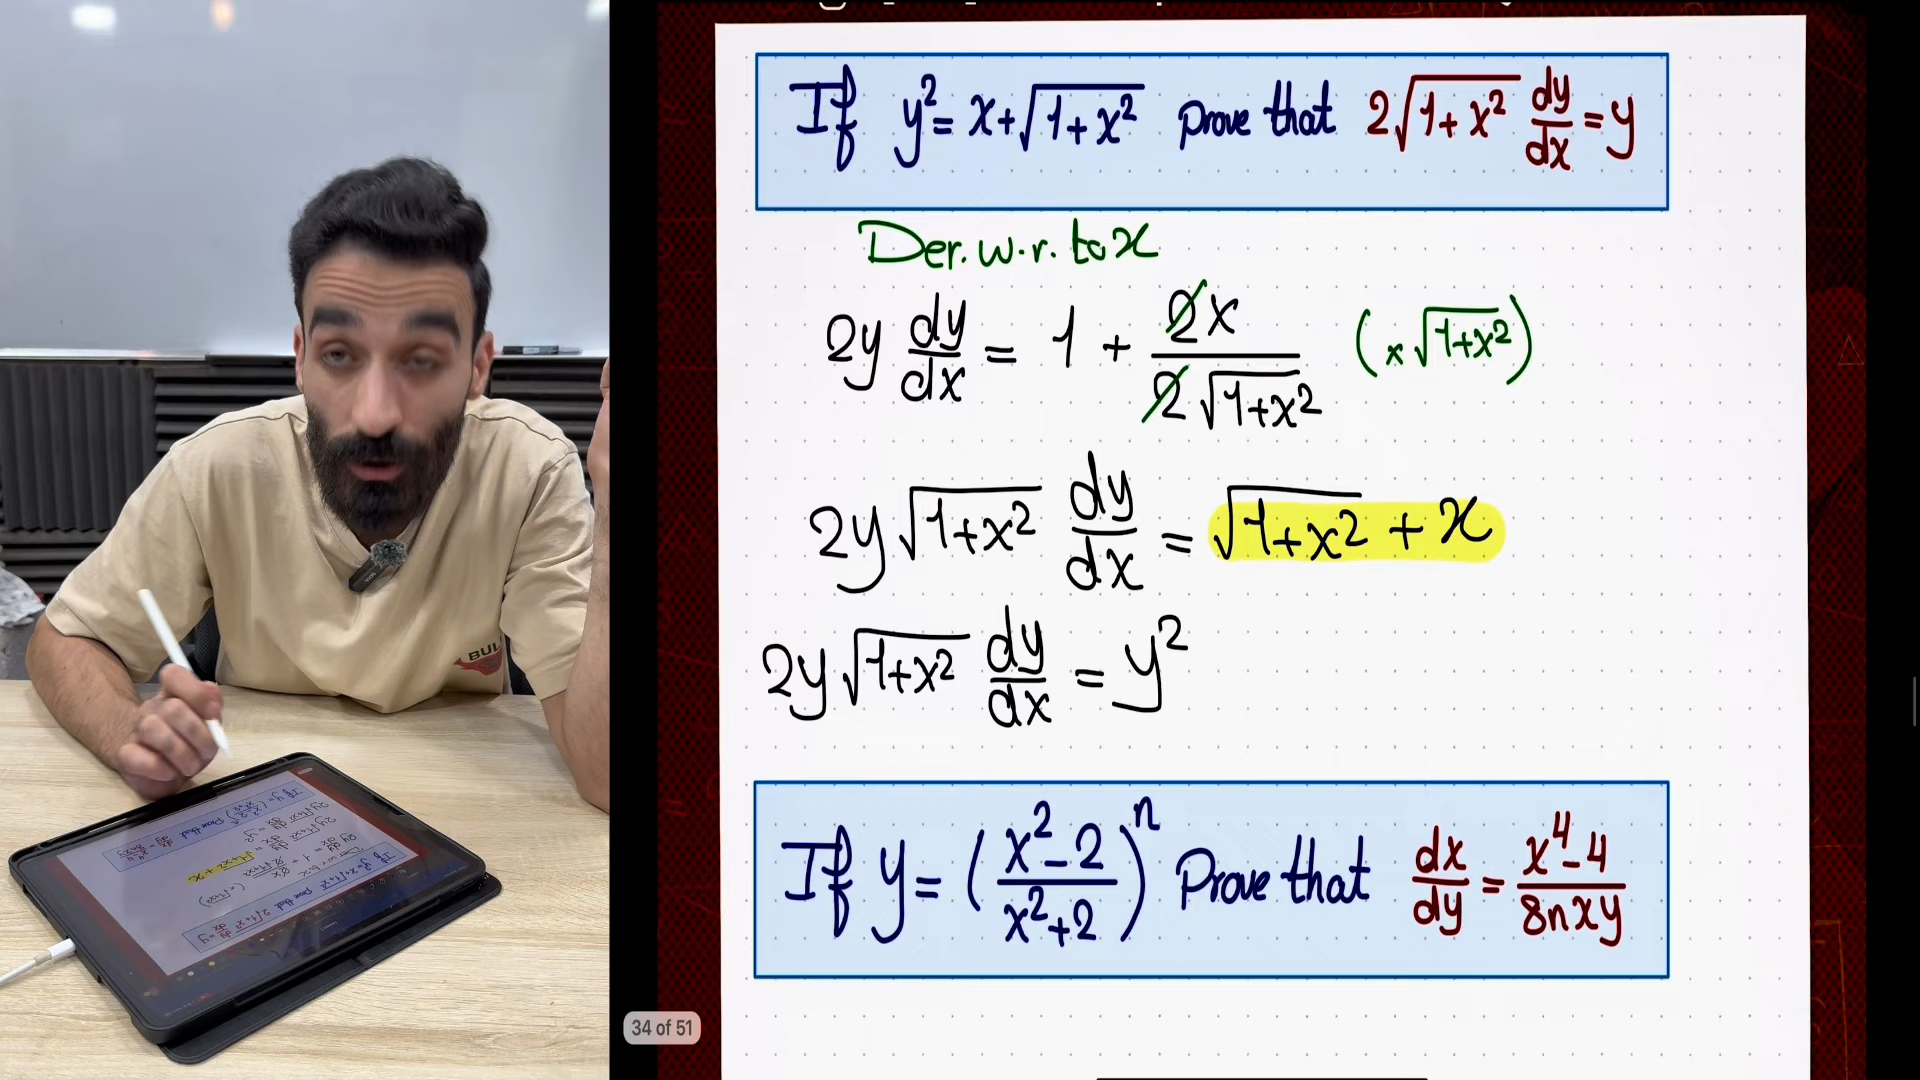 If y² = x + √(1+x²) prove that 2√(1+x²) dy/dx = y
Der. w.r. to x
2y dy/dx = 1 + 2x/(2√(1+x²)) (× √(1+x²))
2y √(1+x²) dy/dx = √(1+x²) + x
2y √(1+x²) dy/dx = y²
If y = ((x²-2)/(x²+2))ⁿ Prove that dx/dy = (x⁴-4)/(8nxy)
34 of 51
BUL